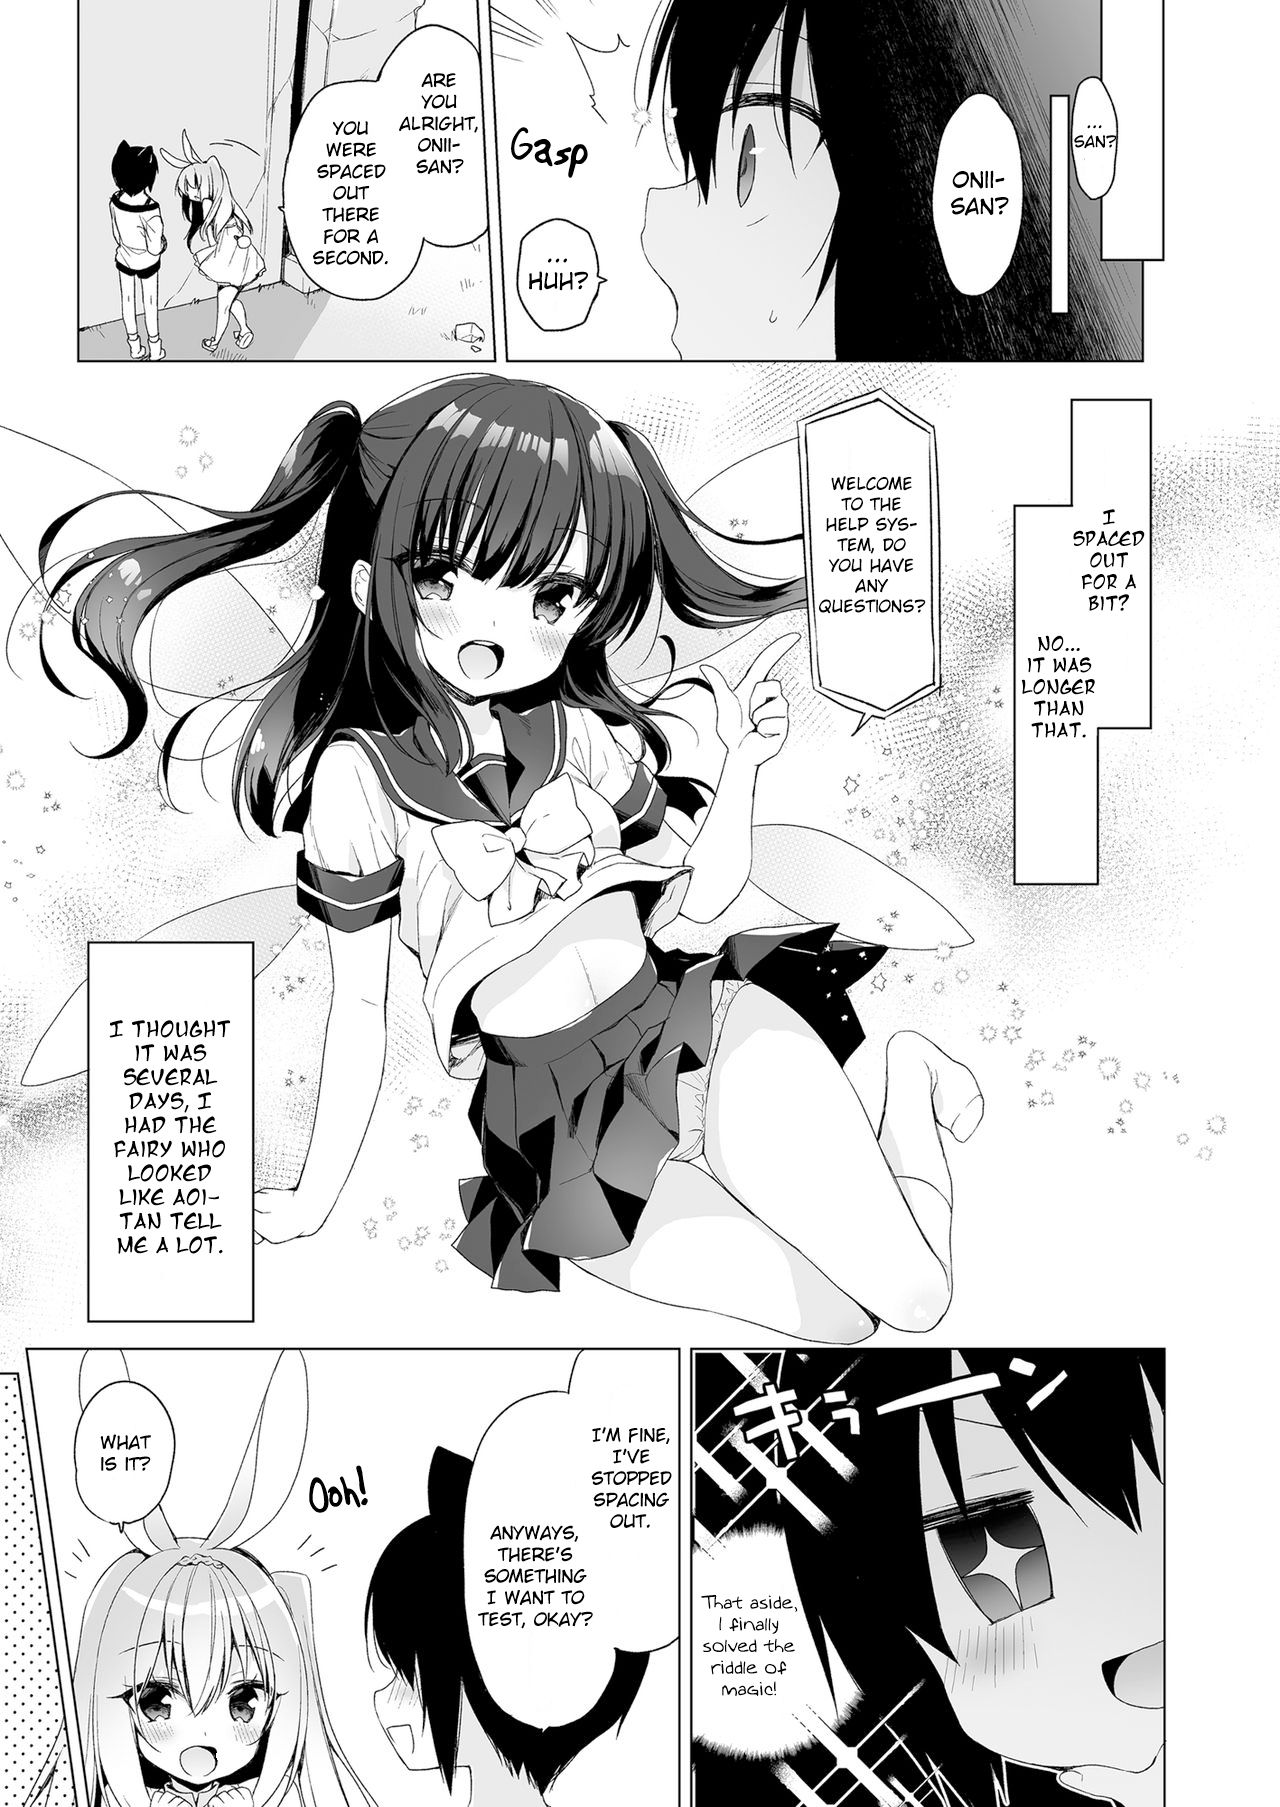 ...
SAN?
ONII-
SAN?
Gasp
...
HUH?
ARE
YOU
ALRIGHT,
ONII-
SAN?
YOU
WERE
SPACED
OUT
THERE
FOR A
SECOND.
I
SPACED
OUT
FOR A
BIT?
NO...
IT WAS
LONGER
THAN
THAT.
WELCOME
TO THE
HELP SYS-
TEM, DO
YOU HAVE
ANY
QUESTIONS?
I THOUGHT
IT WAS
SEVERAL
DAYS, I
HAD THE
FAIRY WHO
LOOKED
LIKE AOI-
TAN TELL
ME A LOT.
キュ ーン
That aside,
I finally
solved the
riddle of
magic!
I'M FINE,
I'VE
STOPPED
SPACING
OUT.
ANYWAYS,
THERE'S
SOMETHING
I WANT TO
TEST, OKAY?
Ooh!
WHAT
IS IT?